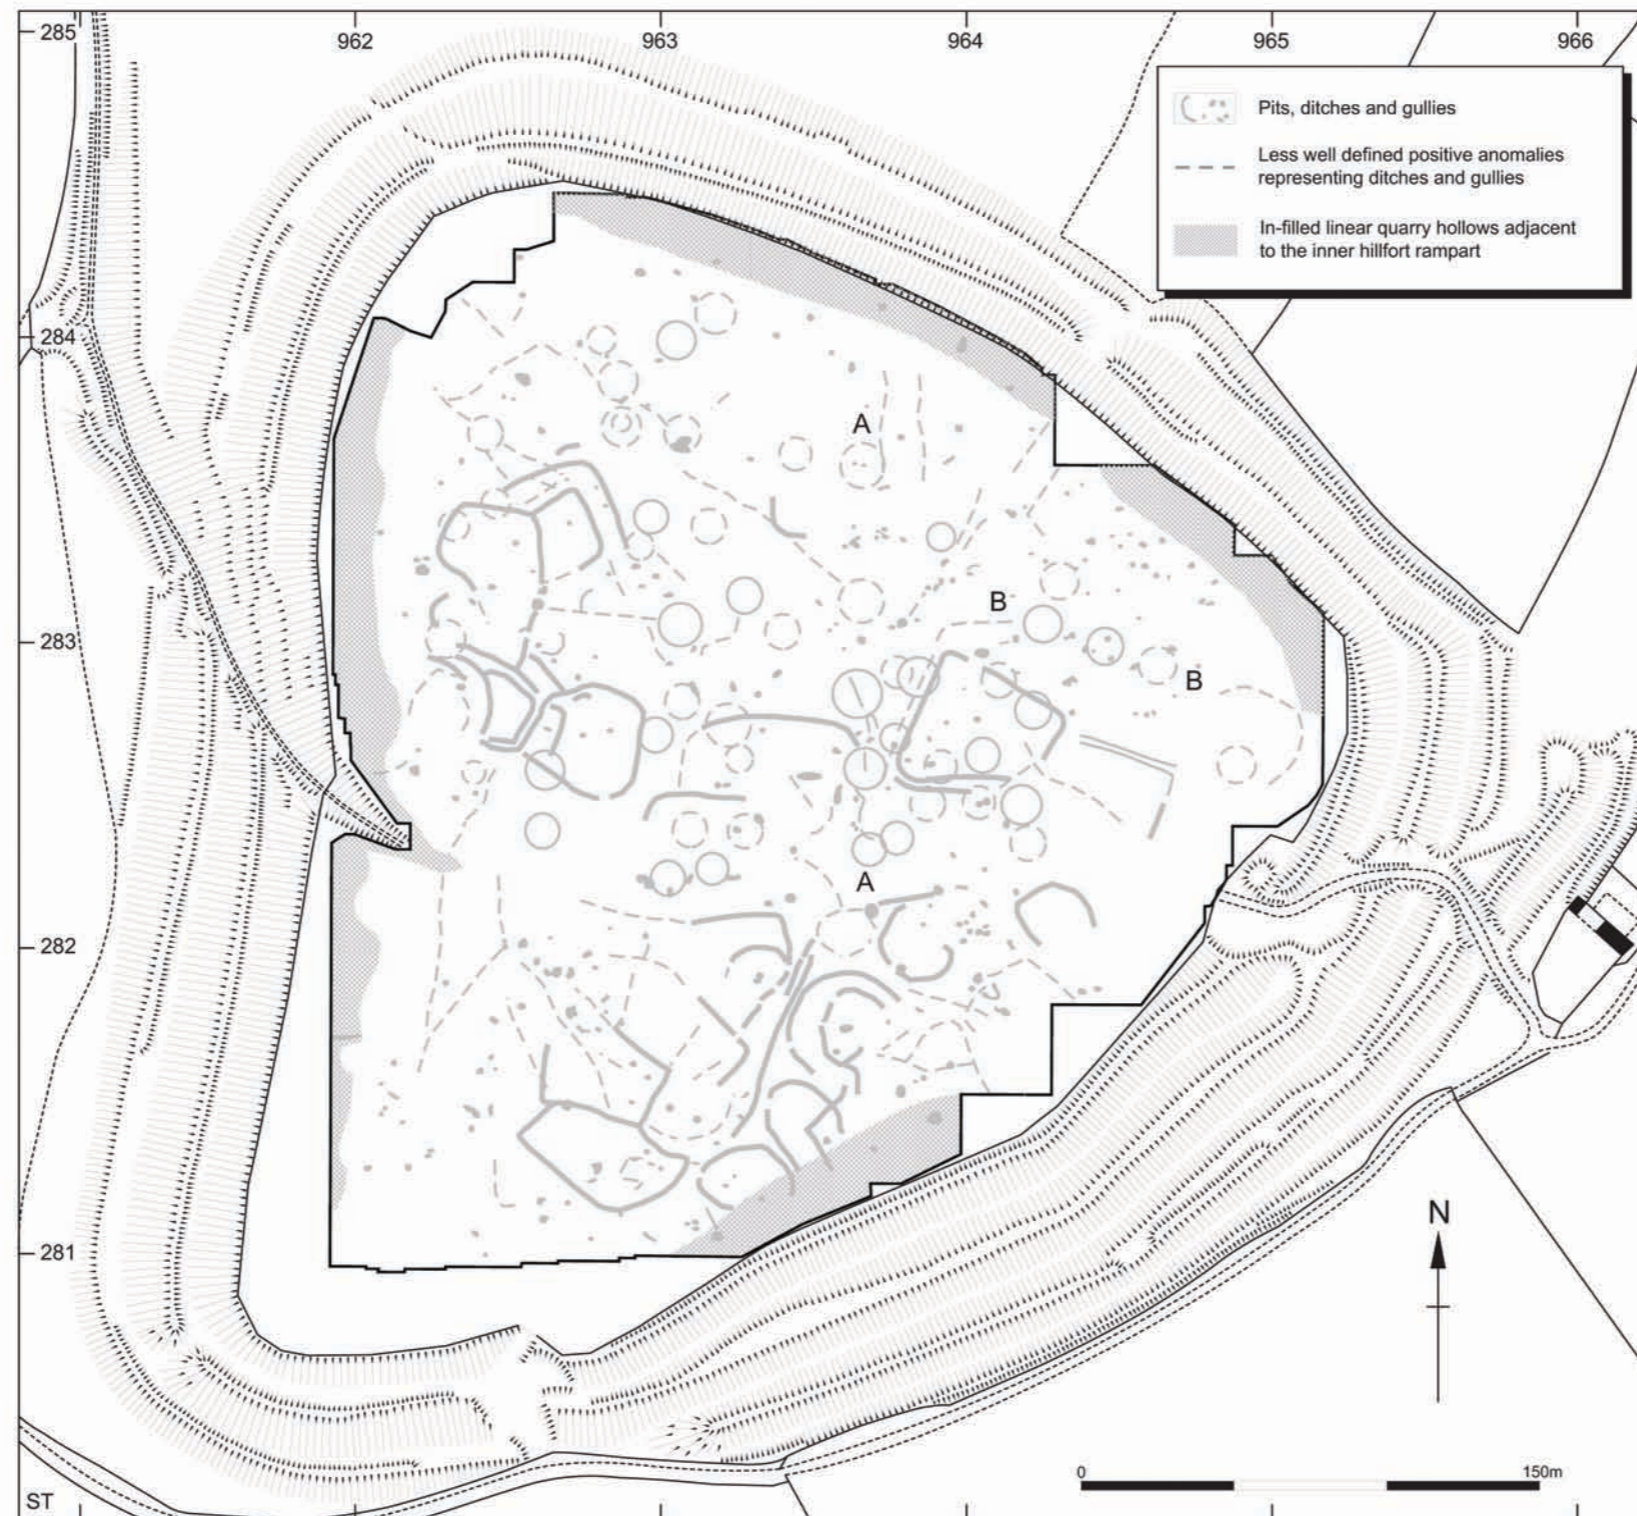 285
962
963
964
965
966
Pits, ditches and gullies
Less well defined positive anomalies
representing ditches and gullies
In-filled linear quarry hollows adjacent
to the inner hillfort rampart
284
A
B
283
B
A
282
N
281
0
150m
ST